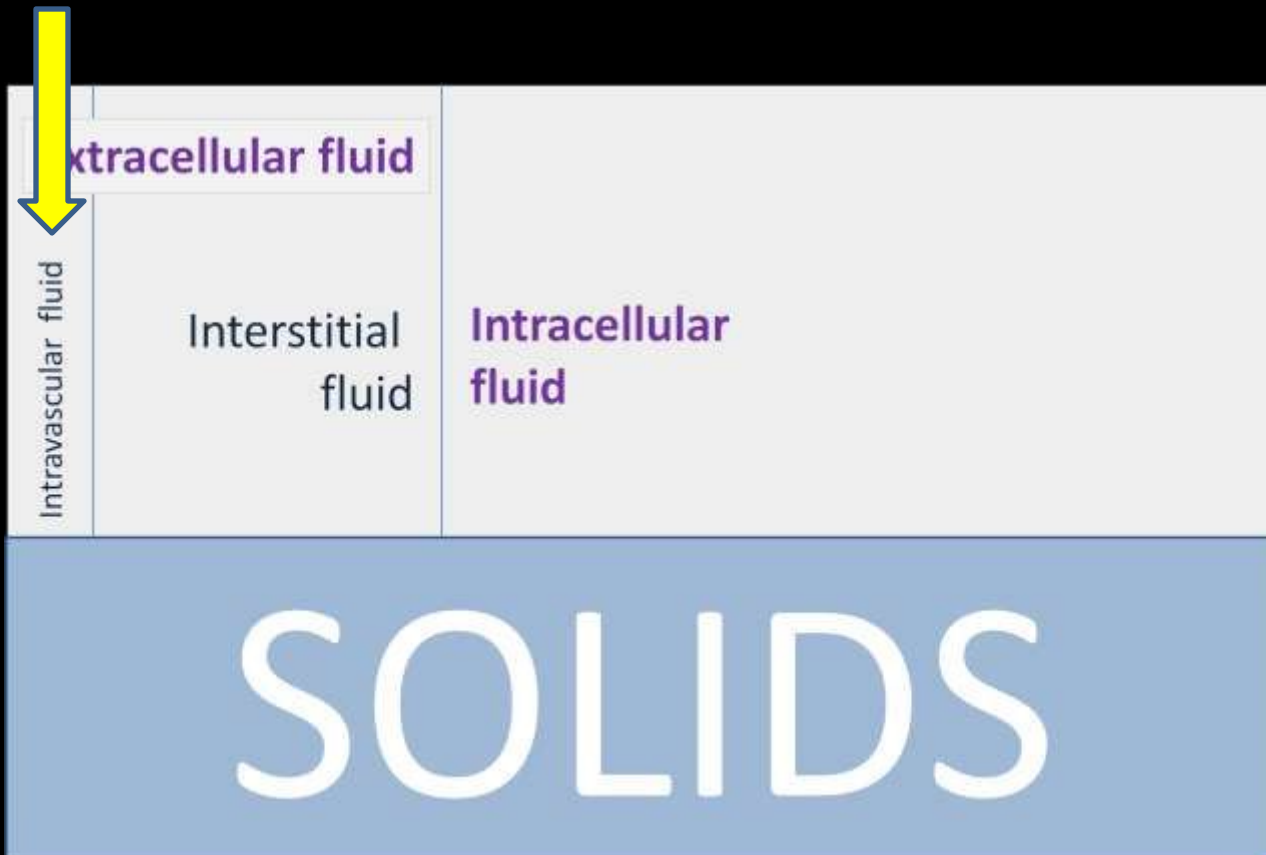 xtracellular fluid
Intravascular fluid
Interstitial
fluid
Intracellular
fluid
SOLIDS